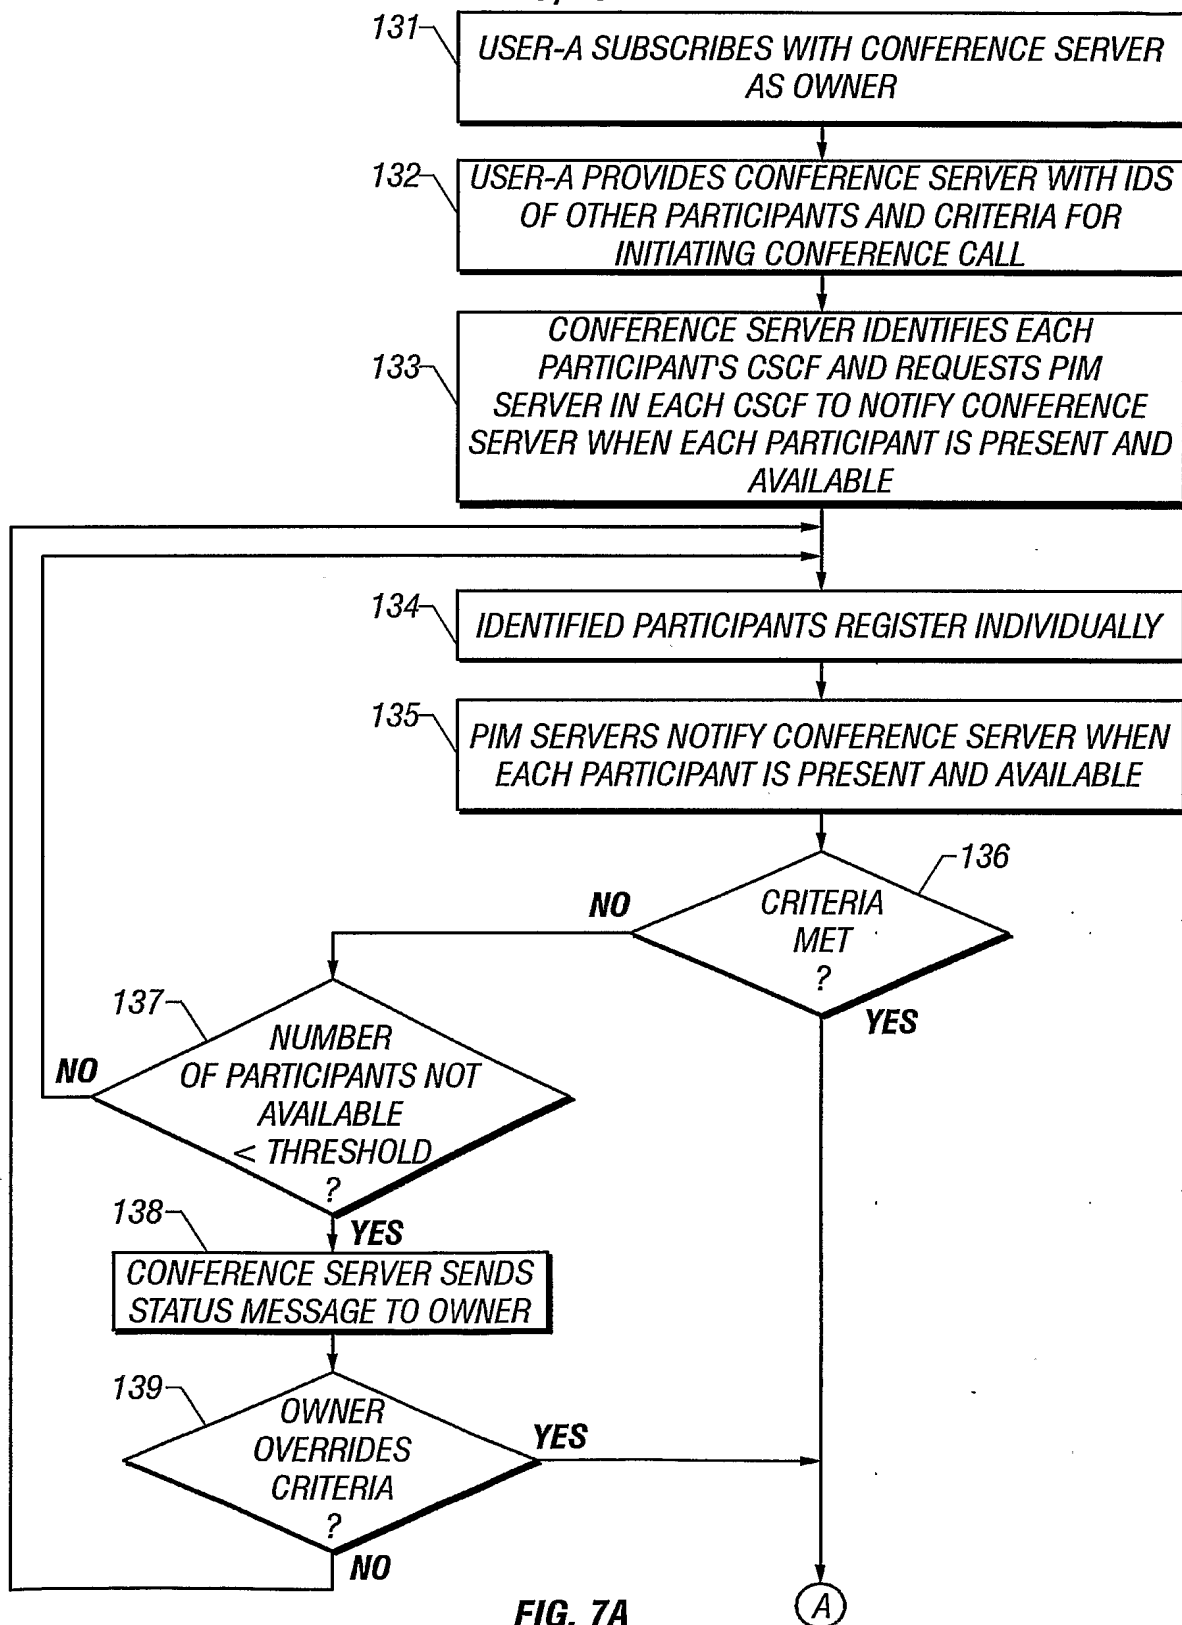 131
USER-A SUBSCRIBES WITH CONFERENCE SERVER
AS OWNER
132
USER-A PROVIDES CONFERENCE SERVER WITH IDS
OF OTHER PARTICIPANTS AND CRITERIA FOR
INITIATING CONFERENCE CALL
133
CONFERENCE SERVER IDENTIFIES EACH
PARTICIPANT'S CSCF AND REQUESTS PIM
SERVER IN EACH CSCF TO NOTIFY CONFERENCE
SERVER WHEN EACH PARTICIPANT IS PRESENT AND
AVAILABLE
134
IDENTIFIED PARTICIPANTS REGISTER INDIVIDUALLY
135
PIM SERVERS NOTIFY CONFERENCE SERVER WHEN
EACH PARTICIPANT IS PRESENT AND AVAILABLE
136
CRITERIA
MET
?
NO
YES
137
NUMBER
OF PARTICIPANTS NOT
AVAILABLE
< THRESHOLD
?
NO
YES
138
CONFERENCE SERVER SENDS
STATUS MESSAGE TO OWNER
139
OWNER
OVERRIDES
CRITERIA
?
YES
NO
A
FIG. 7A